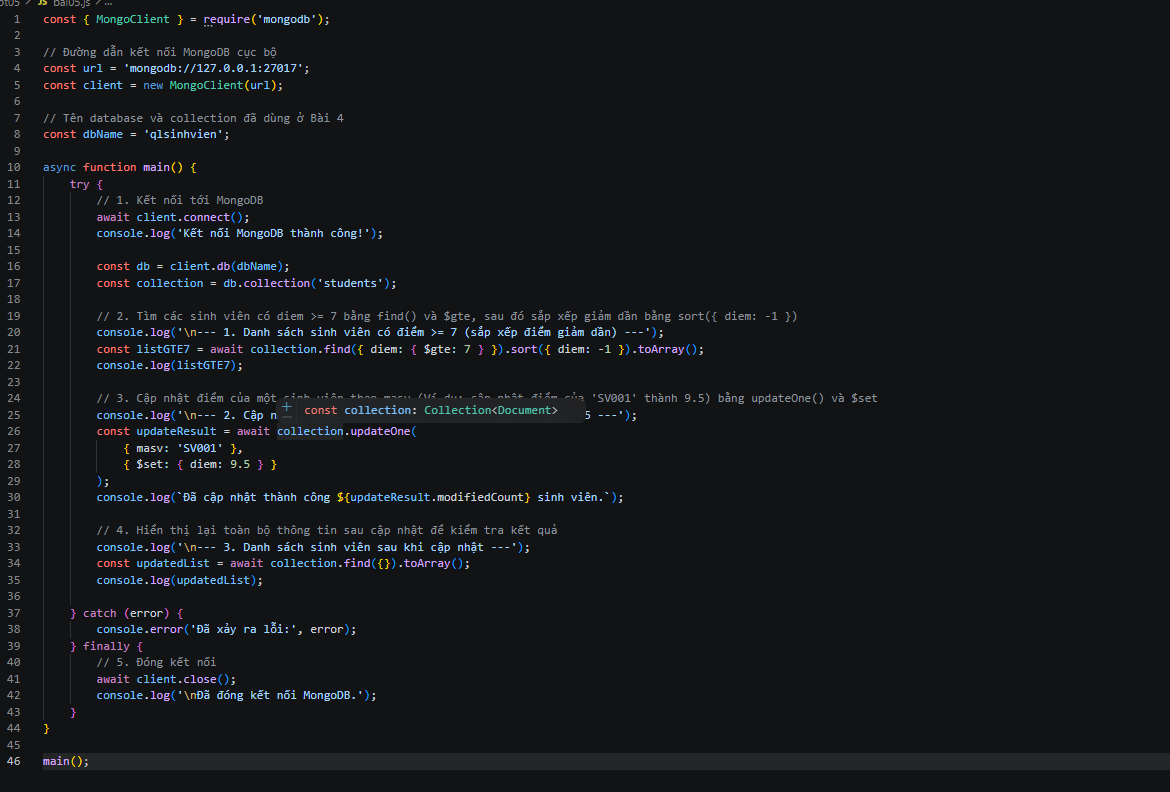 bai05.js > ...
1 const { MongoClient } = require('mongodb');
2
3 // Đường dẫn kết nối MongoDB cục bộ
4 const url = 'mongodb://127.0.0.1:27017';
5 const client = new MongoClient(url);
6
7 // Tên database và collection đã dùng ở Bài 4
8 const dbName = 'qlsinhvien';
9
10 async function main() {
11 try {
12 // 1. Kết nối tới MongoDB
13 await client.connect();
14 console.log('Kết nối MongoDB thành công!');
15
16 const db = client.db(dbName);
17 const collection = db.collection('students');
18
19 // 2. Tìm các sinh viên có diem >= 7 bằng find() và $gte, sau đó sắp xếp giảm dần bằng sort({ diem: -1 })
20 console.log('\n--- 1. Danh sách sinh viên có điểm >= 7 (sắp xếp điểm giảm dần) ---');
21 const listGTE7 = await collection.find({ diem: { $gte: 7 } }).sort({ diem: -1 }).toArray();
22 console.log(listGTE7);
23
24 // 3. Cập nhật điểm của một sinh viên theo masv (Ví dụ: cập nhật điểm của 'SV001' thành 9.5) bằng updateOne() và $set
25 console.log('\n--- 2. Cập n 5 ---');
const collection: Collection<Document>
26 const updateResult = await collection.updateOne(
27 { masv: 'SV001' },
28 { $set: { diem: 9.5 } }
29 );
30 console.log(`Đã cập nhật thành công ${updateResult.modifiedCount} sinh viên.`);
31
32 // 4. Hiển thị lại toàn bộ thông tin sau cập nhật để kiểm tra kết quả
33 console.log('\n--- 3. Danh sách sinh viên sau khi cập nhật ---');
34 const updatedList = await collection.find({}).toArray();
35 console.log(updatedList);
36
37 } catch (error) {
38 console.error('Đã xảy ra lỗi:', error);
39 } finally {
40 // 5. Đóng kết nối
41 await client.close();
42 console.log('\nĐã đóng kết nối MongoDB.');
43 }
44 }
45
46 main();